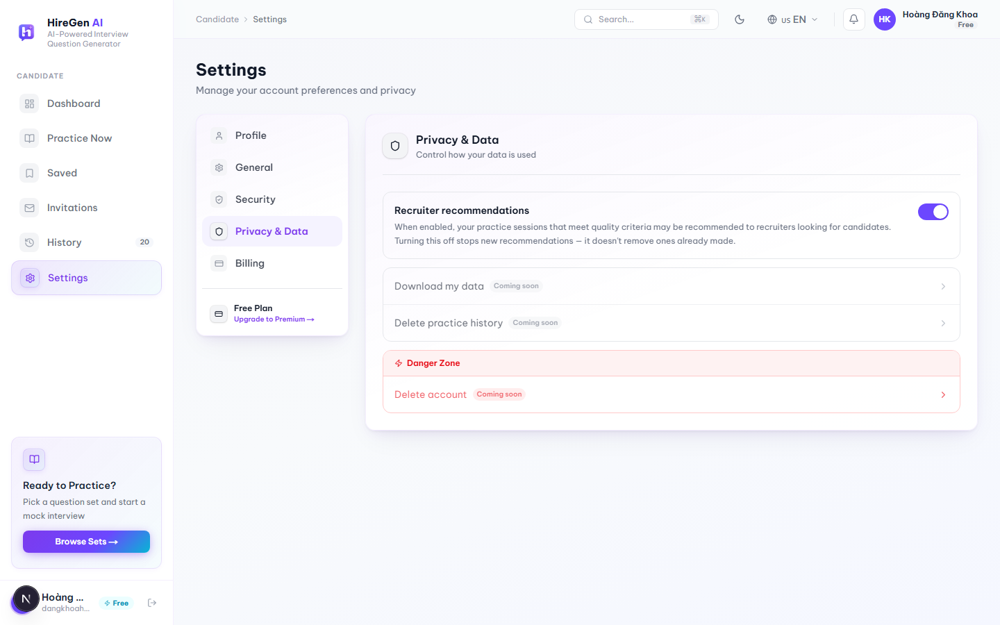 HireGen AI
AI-Powered Interview
Question Generator
CANDIDATE
Dashboard
Practice Now
Saved
Invitations
History
20
Settings
Ready to Practice?
Pick a question set and start a
mock interview
Browse Sets →
N
Hoàng ...
dangkhoah...
Free
Candidate > Settings
Search...
⌘K
US EN
HK
Hoàng Đăng Khoa
Free
Settings
Manage your account preferences and privacy
Profile
General
Security
Privacy & Data
Billing
Free Plan
Upgrade to Premium →
Privacy & Data
Control how your data is used
Recruiter recommendations
When enabled, your practice sessions that meet quality criteria may be recommended to recruiters looking for candidates.
Turning this off stops new recommendations — it doesn't remove ones already made.
Download my data
Coming soon
Delete practice history
Coming soon
Danger Zone
Delete account
Coming soon